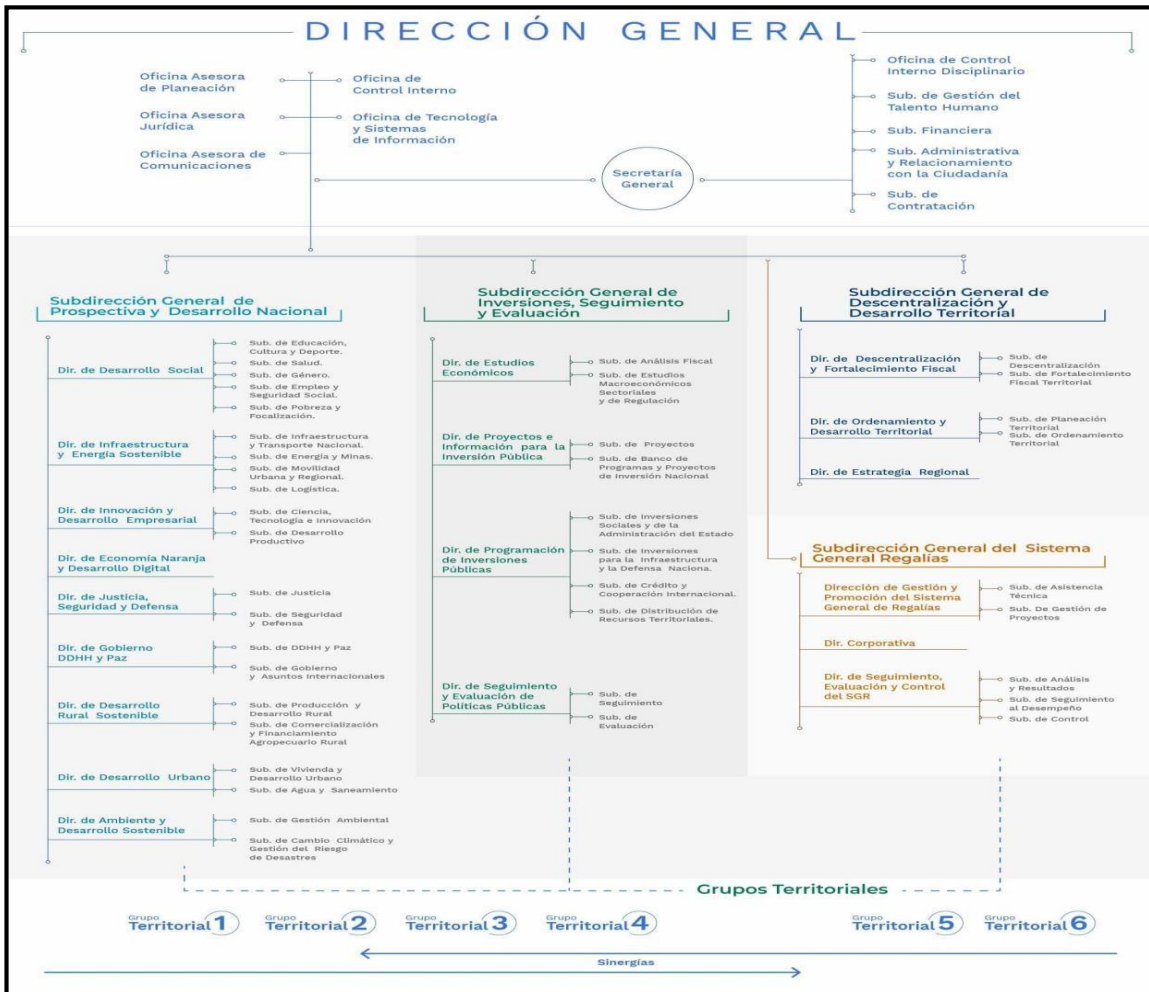 DIRECCIÓN GENERAL
Oficina Asesora
de Planeación
Oficina Asesora
Jurídica
Oficina Asesora de
Comunicaciones
Oficina de
Control Interno
Oficina de Tecnología
y Sistemas
de Información
Secretaría
General
Oficina de Control
Interno Disciplinario
Sub. de Gestión del
Talento Humano
Sub. Financiera
Sub. Administrativa
y Relacionamiento
con la Ciudadanía
Sub. de
Contratación
Subdirección General de
Prospectiva y Desarrollo Nacional
Dir. de Desarrollo Social
Sub. de Educación,
Cultura y Deporte.
Sub. de Salud.
Sub. de Género.
Sub. de Empleo y
Seguridad Social.
Sub. de Pobreza y
Focalización.
Dir. de Infraestructura
y Energía Sostenible
Sub. de Infraestructura
y Transporte Nacional.
Sub. de Energía y Minas.
Sub. de Movilidad
Urbana y Regional.
Sub. de Logística.
Dir. de Innovación y
Desarrollo Empresarial
Sub. de Ciencia,
Tecnología e Innovación
Sub. de Desarrollo
Productivo
Dir. de Economía Naranja
y Desarrollo Digital
Dir. de Justicia,
Seguridad y Defensa
Sub. de Justicia
Sub. de Seguridad
y Defensa
Dir. de Gobierno
DDHH y Paz
Sub. de DDHH y Paz
Sub. de Gobierno
y Asuntos Internacionales
Dir. de Desarrollo
Rural Sostenible
Sub. de Producción y
Desarrollo Rural
Sub. de Comercialización
y Financiamiento
Agropecuario Rural
Dir. de Desarrollo Urbano
Sub. de Vivienda y
Desarrollo Urbano
Sub. de Agua y Saneamiento
Dir. de Ambiente y
Desarrollo Sostenible
Sub. de Gestión Ambiental
Sub. de Cambio Climático y
Gestión del Riesgo
de Desastres
Subdirección General de
Inversiones, Seguimiento
y Evaluación
Dir. de Estudios
Económicos
Sub. de Análisis Fiscal
Sub. de Estudios
Macroeconómicos
Sectoriales
y de Regulación
Dir. de Proyectos e
Información para la
Inversión Pública
Sub. de Proyectos
Sub. de Banco de
Programas y Proyectos
de Inversión Nacional
Dir. de Programación
de Inversiones
Públicas
Sub. de Inversiones
Sociales y de la
Administración del Estado
Sub. de Inversiones
para la Infraestructura
y la Defensa Naciona.
Sub. de Crédito y
Cooperación Internacional.
Sub. de Distribución de
Recursos Territoriales.
Dir. de Seguimiento
y Evaluación de
Políticas Públicas
Sub. de
Seguimiento
Sub. de
Evaluación
Subdirección General de
Descentralización y
Desarrollo Territorial
Dir. de Descentralización
y Fortalecimiento Fiscal
Sub. de
Descentralización
Sub. de Fortalecimiento
Fiscal Territorial
Dir. de Ordenamiento y
Desarrollo Territorial
Sub. de Planeación
Territorial
Sub. de Ordenamiento
Territorial
Dir. de Estrategia Regional
Subdirección General del Sistema
General Regalías
Dirección de Gestión y
Promoción del Sistema
General de Regalías
Sub. de Asistencia
Técnica
Sub. De Gestión de
Proyectos
Dir. Corporativa
Dir. de Seguimiento,
Evaluación y Control
del SGR
Sub. de Análisis
y Resultados
Sub. de Seguimiento
al Desempeño
Sub. de Control
Grupos Territoriales
Grupo
Territorial 1
Grupo
Territorial 2
Grupo
Territorial 3
Grupo
Territorial 4
Grupo
Territorial 5
Grupo
Territorial 6
Sinergías